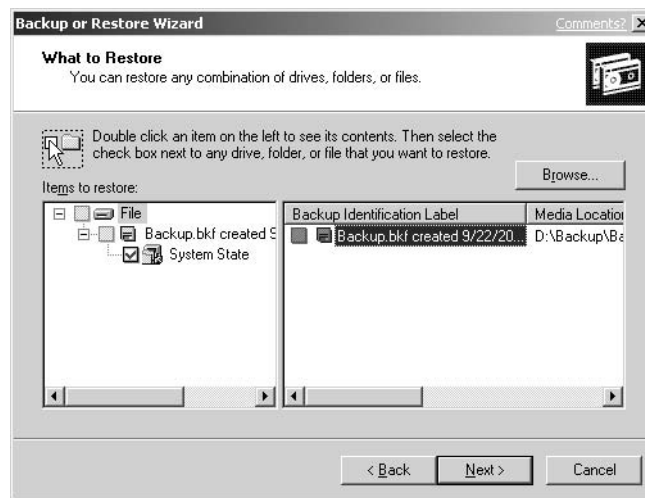 Backup or Restore Wizard
Comments?
What to Restore
You can restore any combination of drives, folders, or files.
Double click an item on the left to see its contents. Then select the
check box next to any drive, folder, or file that you want to restore.
Browse...
Items to restore:
File
Backup.bkf created 9
System State
Backup Identification Label
Media Location
Backup.bkf created 9/22/20...
D:\Backup\Ba
< Back
Next >
Cancel